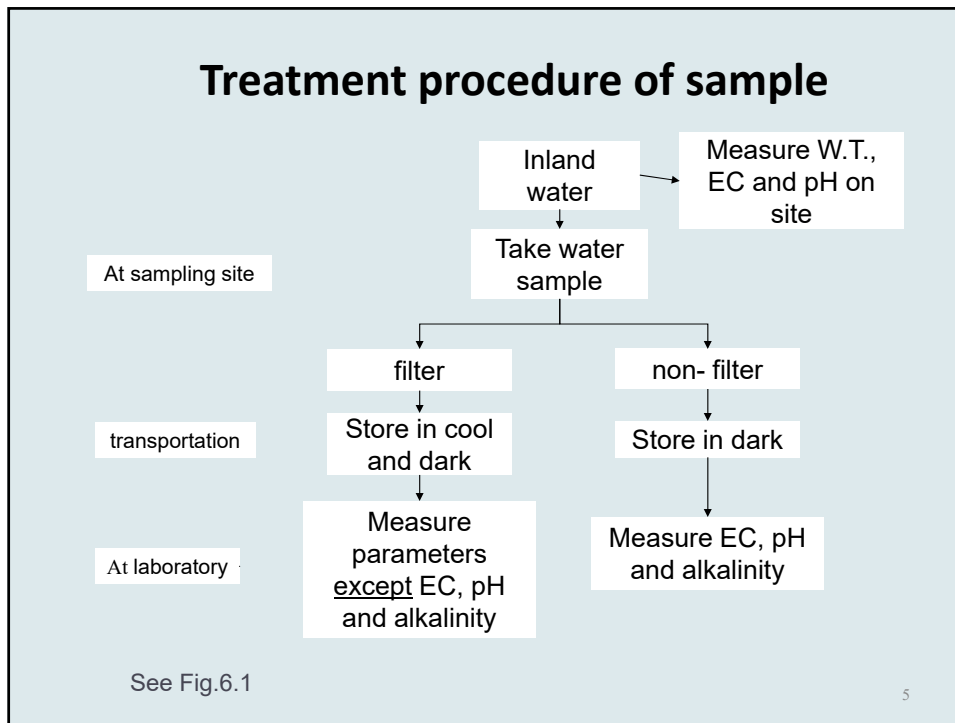 Treatment procedure of sample
Inland
water
Measure W.T.,
EC and pH on
site
Take water
sample
At sampling site
filter
non- filter
transportation
Store in cool
and dark
Store in dark
At laboratory
Measure
parameters
except EC, pH
and alkalinity
Measure EC, pH
and alkalinity
See Fig.6.1
5